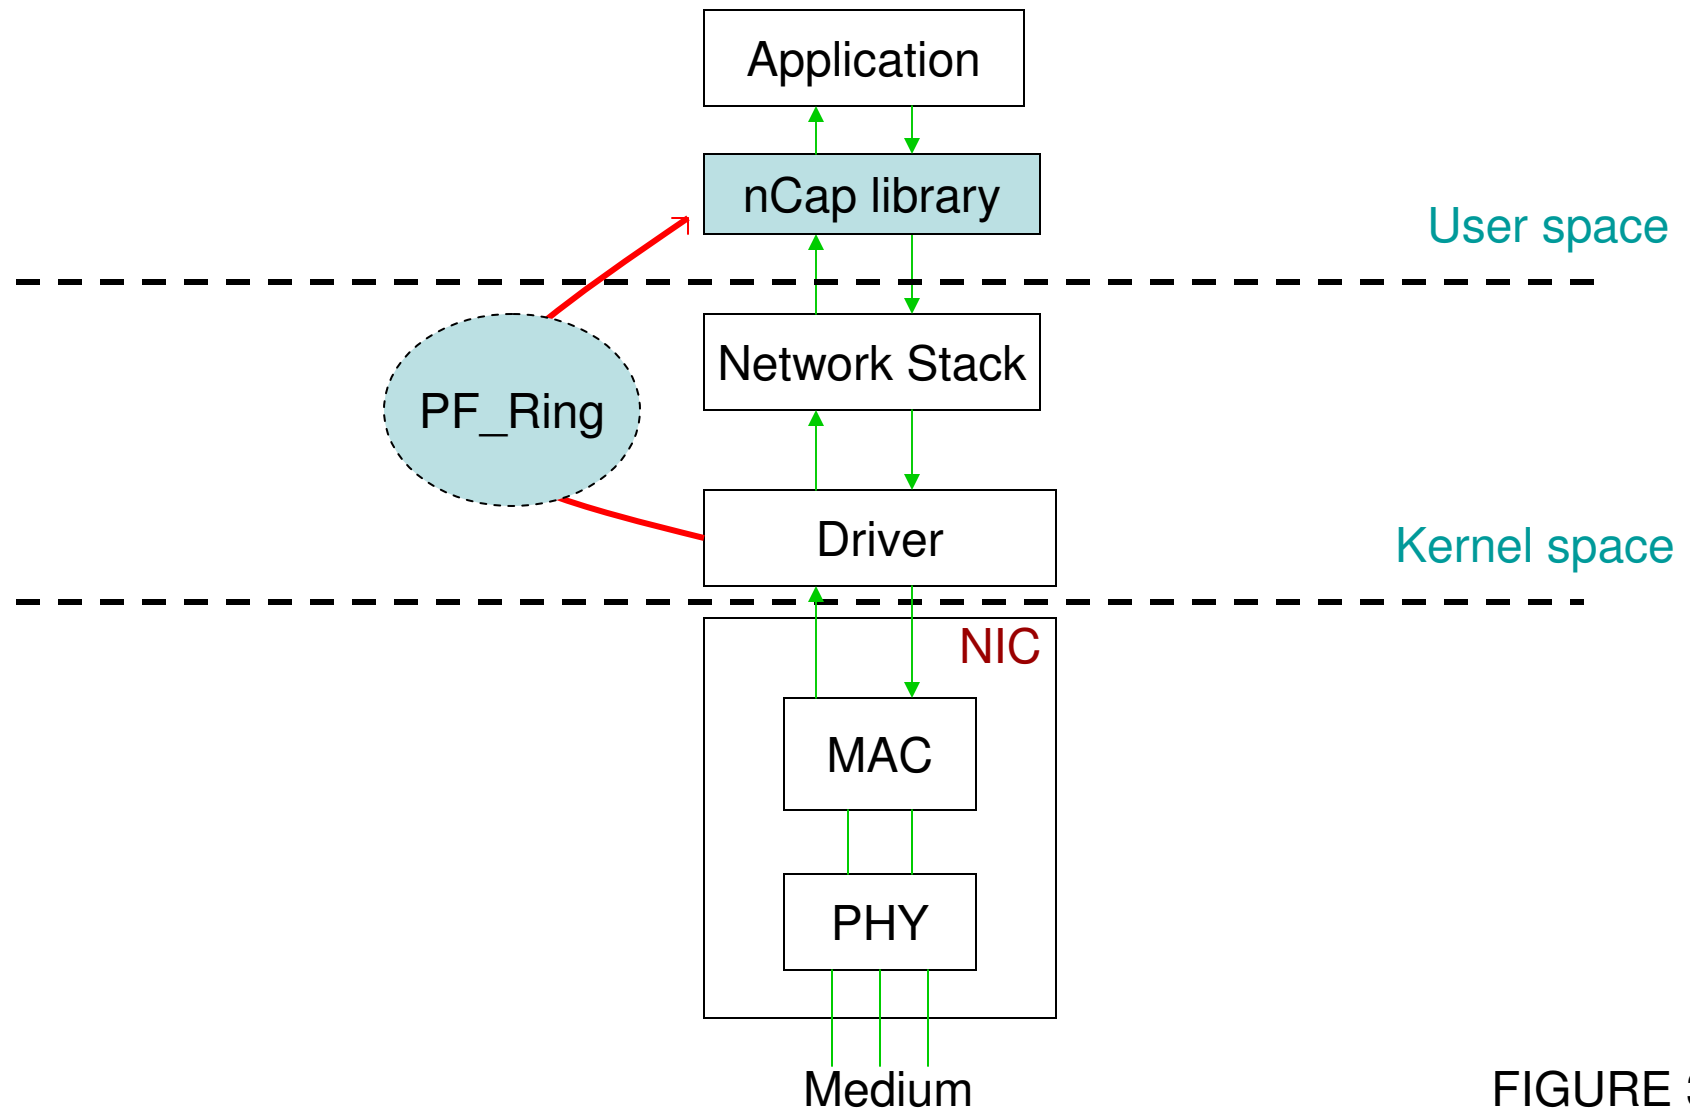 Application
nCap library
User space
Network Stack
PF_Ring
Driver
Kernel space
NIC
MAC
PHY
Medium
FIGURE